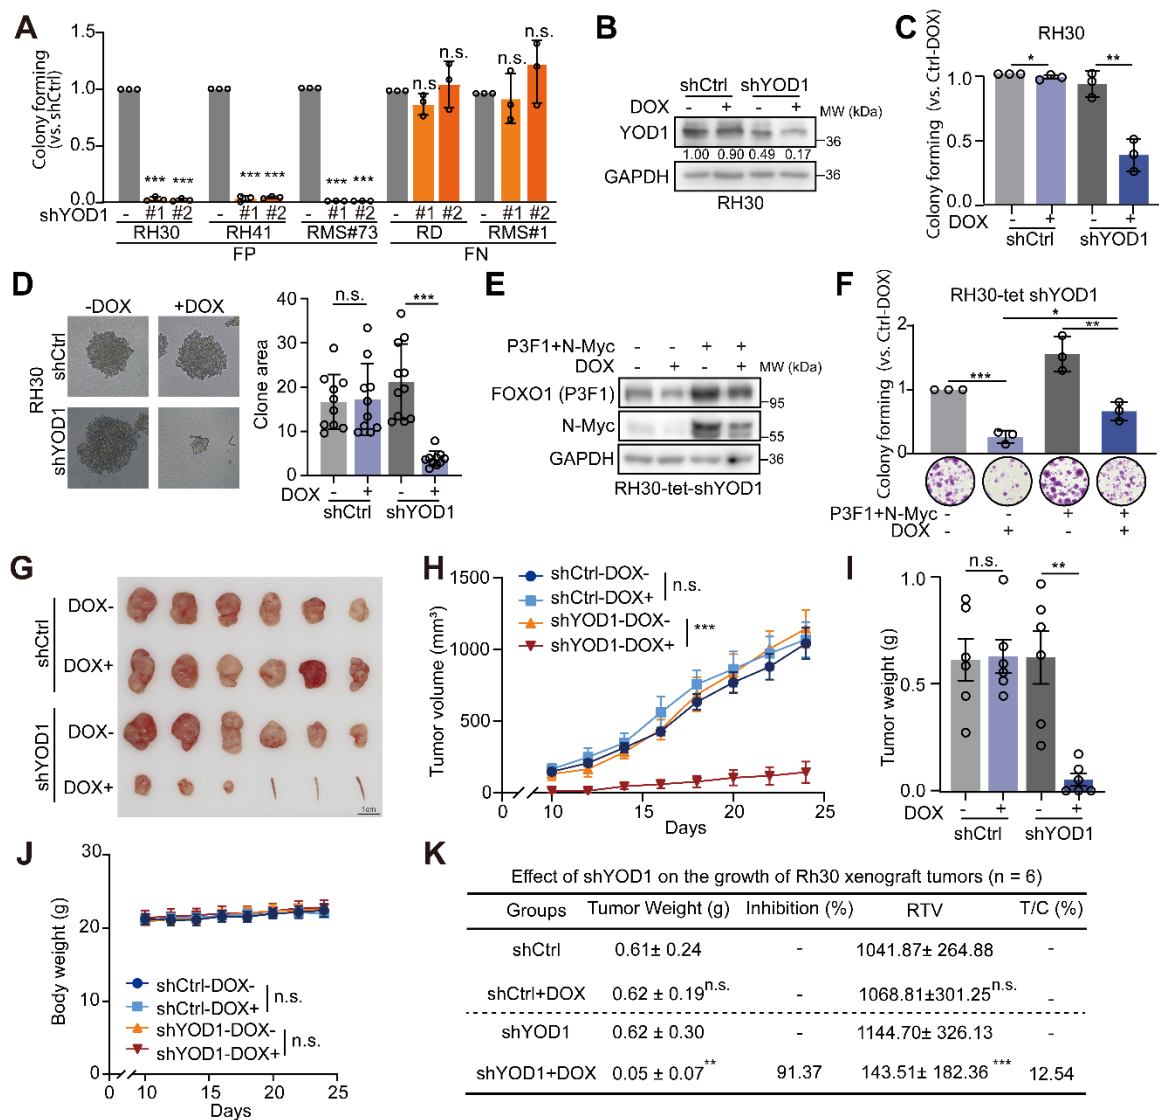 A
Colony forming
(vs. shCtrl)
1.5
1.0
0.5
0.0
*** *** *** *** *** *** n.s. n.s. n.s. n.s.
shYOD1 - #1 #2 - #1 #2 - #1 #2 - #1 #2 - #1 #2
RH30 RH41 RMS#73 RD RMS#1
FP FN
B
shCtrl shYOD1
DOX - + - + MW (kDa)
YOD1 36
1.00 0.90 0.49 0.17
GAPDH 36
RH30
C
RH30
Colony forming (vs. Ctrl-DOX)
* **
1.0
0.5
0.0
DOX - + - +
shCtrl shYOD1
D
-DOX +DOX
RH30
shCtrl
shYOD1
Clone area
n.s. ***
40
30
20
10
0
DOX - + - +
shCtrl shYOD1
E
P3F1+N-Myc - - + +
DOX - + - + MW (kDa)
FOXO1 (P3F1) 95
N-Myc 55
GAPDH 36
RH30-tet-shYOD1
F
RH30-tet shYOD1
Colony forming (vs. Ctrl-DOX)
*
**
***
2
1
0
P3F1+N-Myc - - + +
DOX - + - +
G
shCtrl
DOX-
DOX+
shYOD1
DOX-
DOX+
1cm
H
Tumor volume (mm³)
1500
1000
500
0
shCtrl-DOX-
shCtrl-DOX+
n.s.
shYOD1-DOX-
shYOD1-DOX+
***
0 10 15 20 25
Days
I
Tumor weight (g)
n.s. **
1.0
0.5
0.0
DOX - + - +
shCtrl shYOD1
J
Body weight (g)
30
20
10
0
shCtrl-DOX-
shCtrl-DOX+
n.s.
shYOD1-DOX-
shYOD1-DOX+
n.s.
0 10 15 20 25
Days
K
Effect of shYOD1 on the growth of Rh30 xenograft tumors (n = 6)
Groups Tumor Weight (g) Inhibition (%) RTV T/C (%)
shCtrl 0.61± 0.24 - 1041.87± 264.88 -
shCtrl+DOX 0.62 ± 0.19 n.s. - 1068.81±301.25 n.s. -
shYOD1 0.62 ± 0.30 - 1144.70± 326.13 -
shYOD1+DOX 0.05 ± 0.07 ** 91.37 143.51± 182.36 *** 12.54